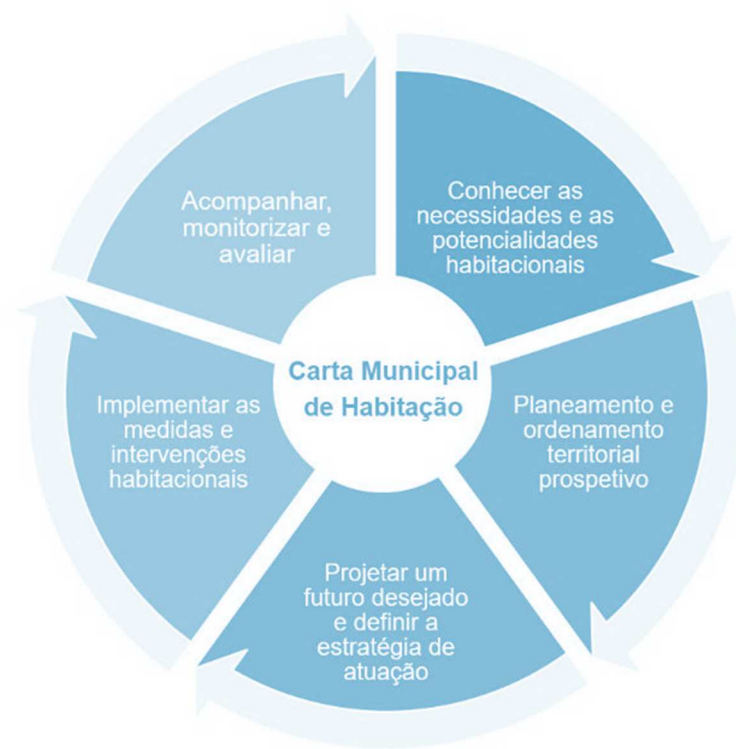 Conhecer as
necessidades e as
potencialidades
habitacionais
Planeamento e
ordenamento
territorial
prospetivo
Projetar um
futuro desejado
e definir a
estratégia de
atuação
Implementar as
medidas e
intervenções
habitacionais
Acompanhar,
monitorizar e
avaliar
Carta Municipal
de Habitação